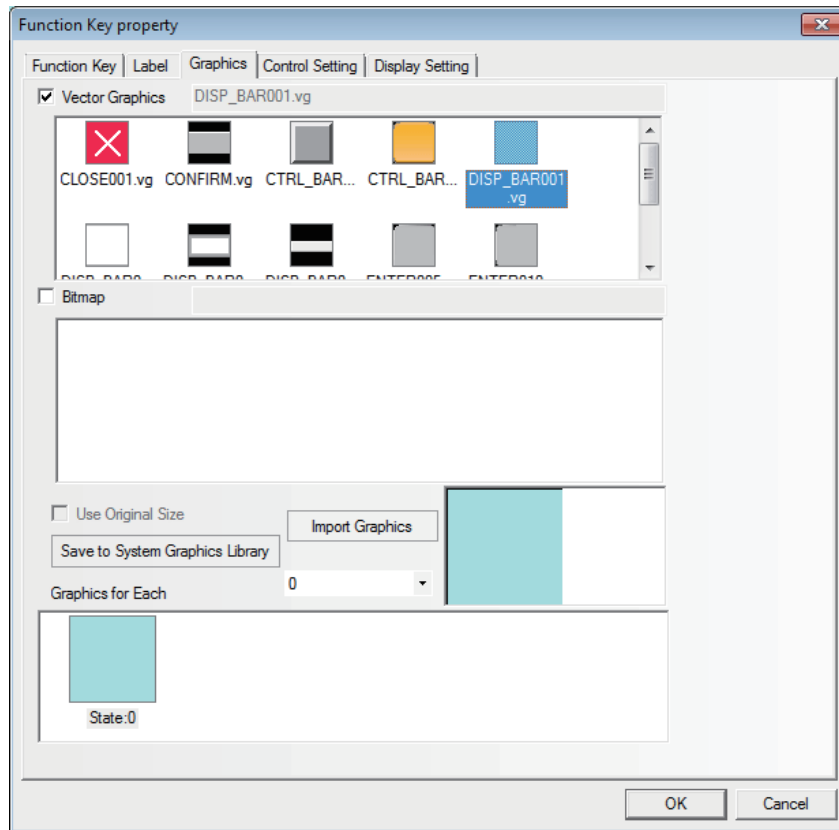 Function Key property
Function Key Label Graphics Control Setting Display Setting
Vector Graphics DISP_BAR001.vg
CLOSE001.vg CONFIRM.vg CTRL_BAR... CTRL_BAR... DISP_BAR001
.vg
Bitmap
Use Original Size
Import Graphics
Save to System Graphics Library
0
Graphics for Each
State:0
OK Cancel